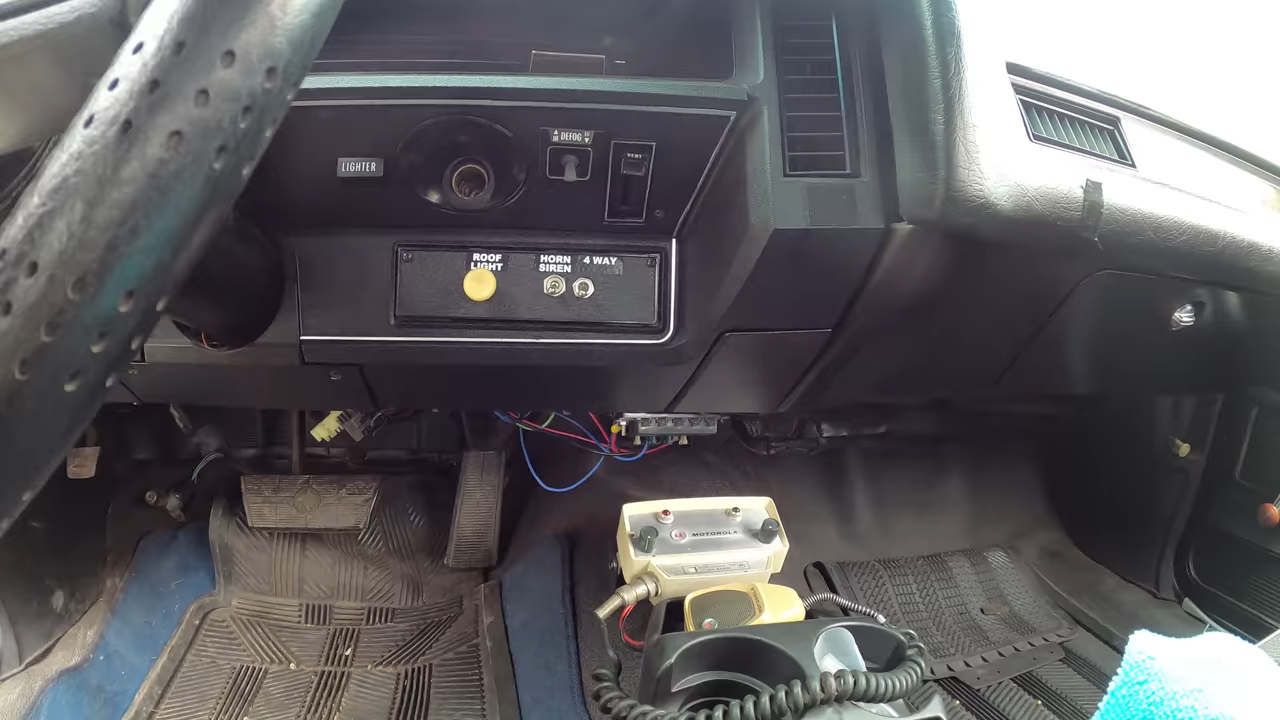 LIGHTER
DEFOG
VENT
ROOF
LIGHT
HORN
SIREN
4 WAY
MOTOROLA